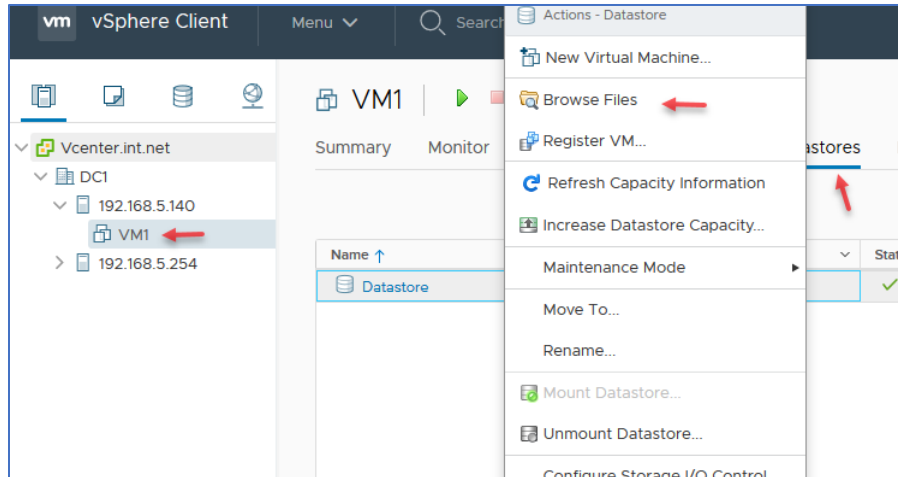 vm vSphere Client Menu Search
VM1
Summary Monitor astores
Vcenter.int.net
DC1
192.168.5.140
VM1
192.168.5.254
Name
Datastore
Stat
Actions - Datastore
New Virtual Machine...
Browse Files
Register VM...
Refresh Capacity Information
Increase Datastore Capacity...
Maintenance Mode
Move To...
Rename...
Mount Datastore...
Unmount Datastore...
Configure Storage I/O Control